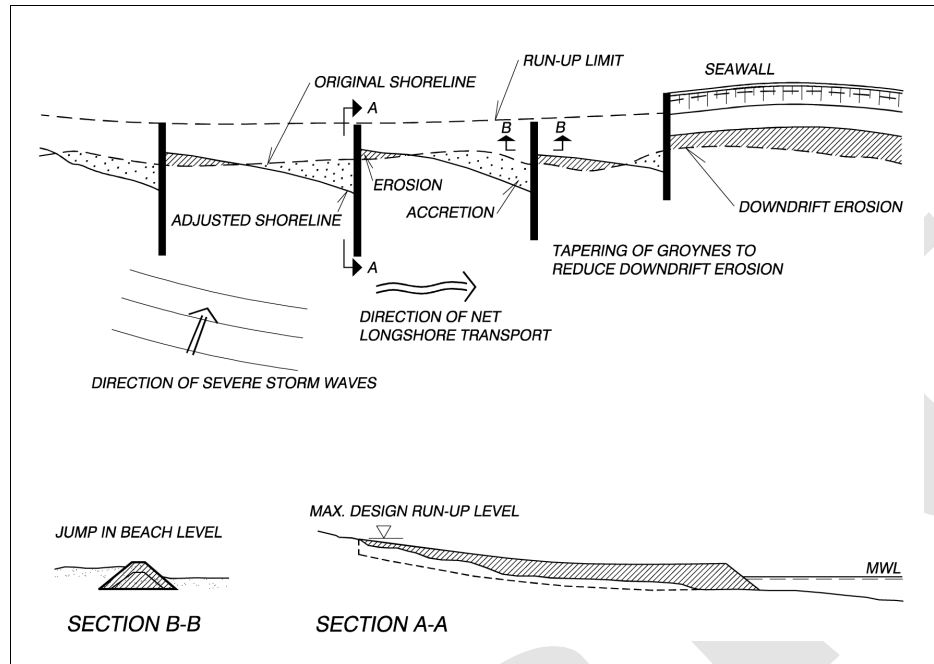 RUN-UP LIMIT
SEAWALL
ORIGINAL SHORELINE
A
B
B
EROSION
ADJUSTED SHORELINE
ACCRETION
DOWNDRIFT EROSION
TAPERING OF GROYNES TO
REDUCE DOWNDRIFT EROSION
A
DIRECTION OF NET
LONGSHORE TRANSPORT
DIRECTION OF SEVERE STORM WAVES
MAX. DESIGN RUN-UP LEVEL
JUMP IN BEACH LEVEL
MWL
SECTION B-B
SECTION A-A